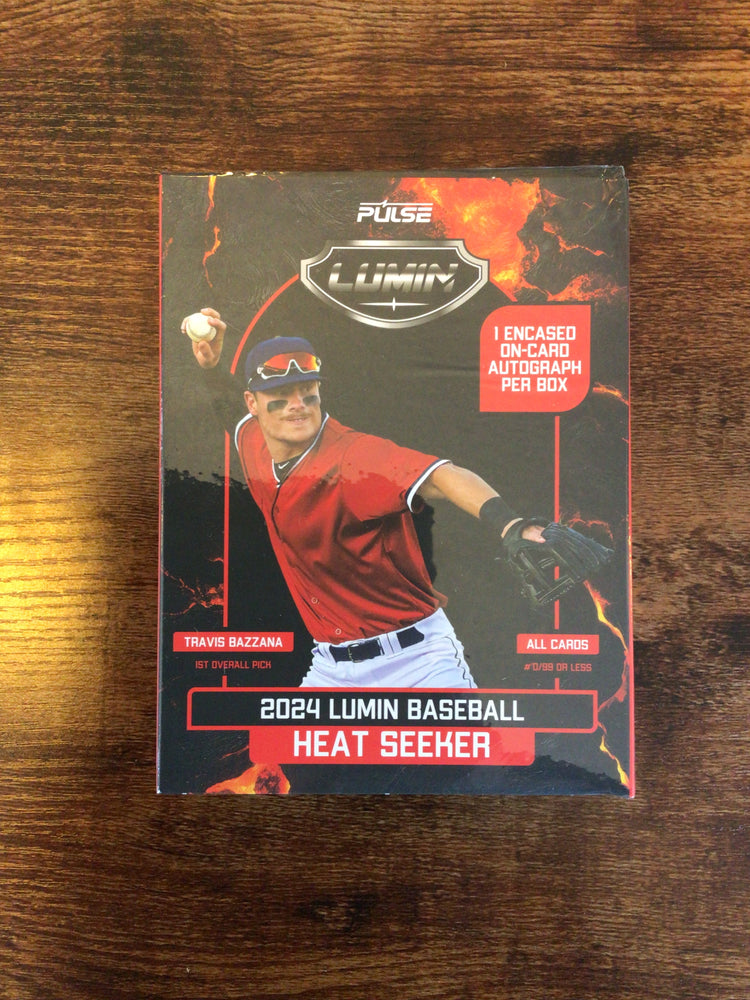 PULSE
LUMIN
1 ENCASED
ON-CARD
AUTOGRAPH
PER BOX
TRAVIS BAZZANA
1ST OVERALL PICK
ALL CARDS
#'D/99 OR LESS
2024 LUMIN BASEBALL
HEAT SEEKER